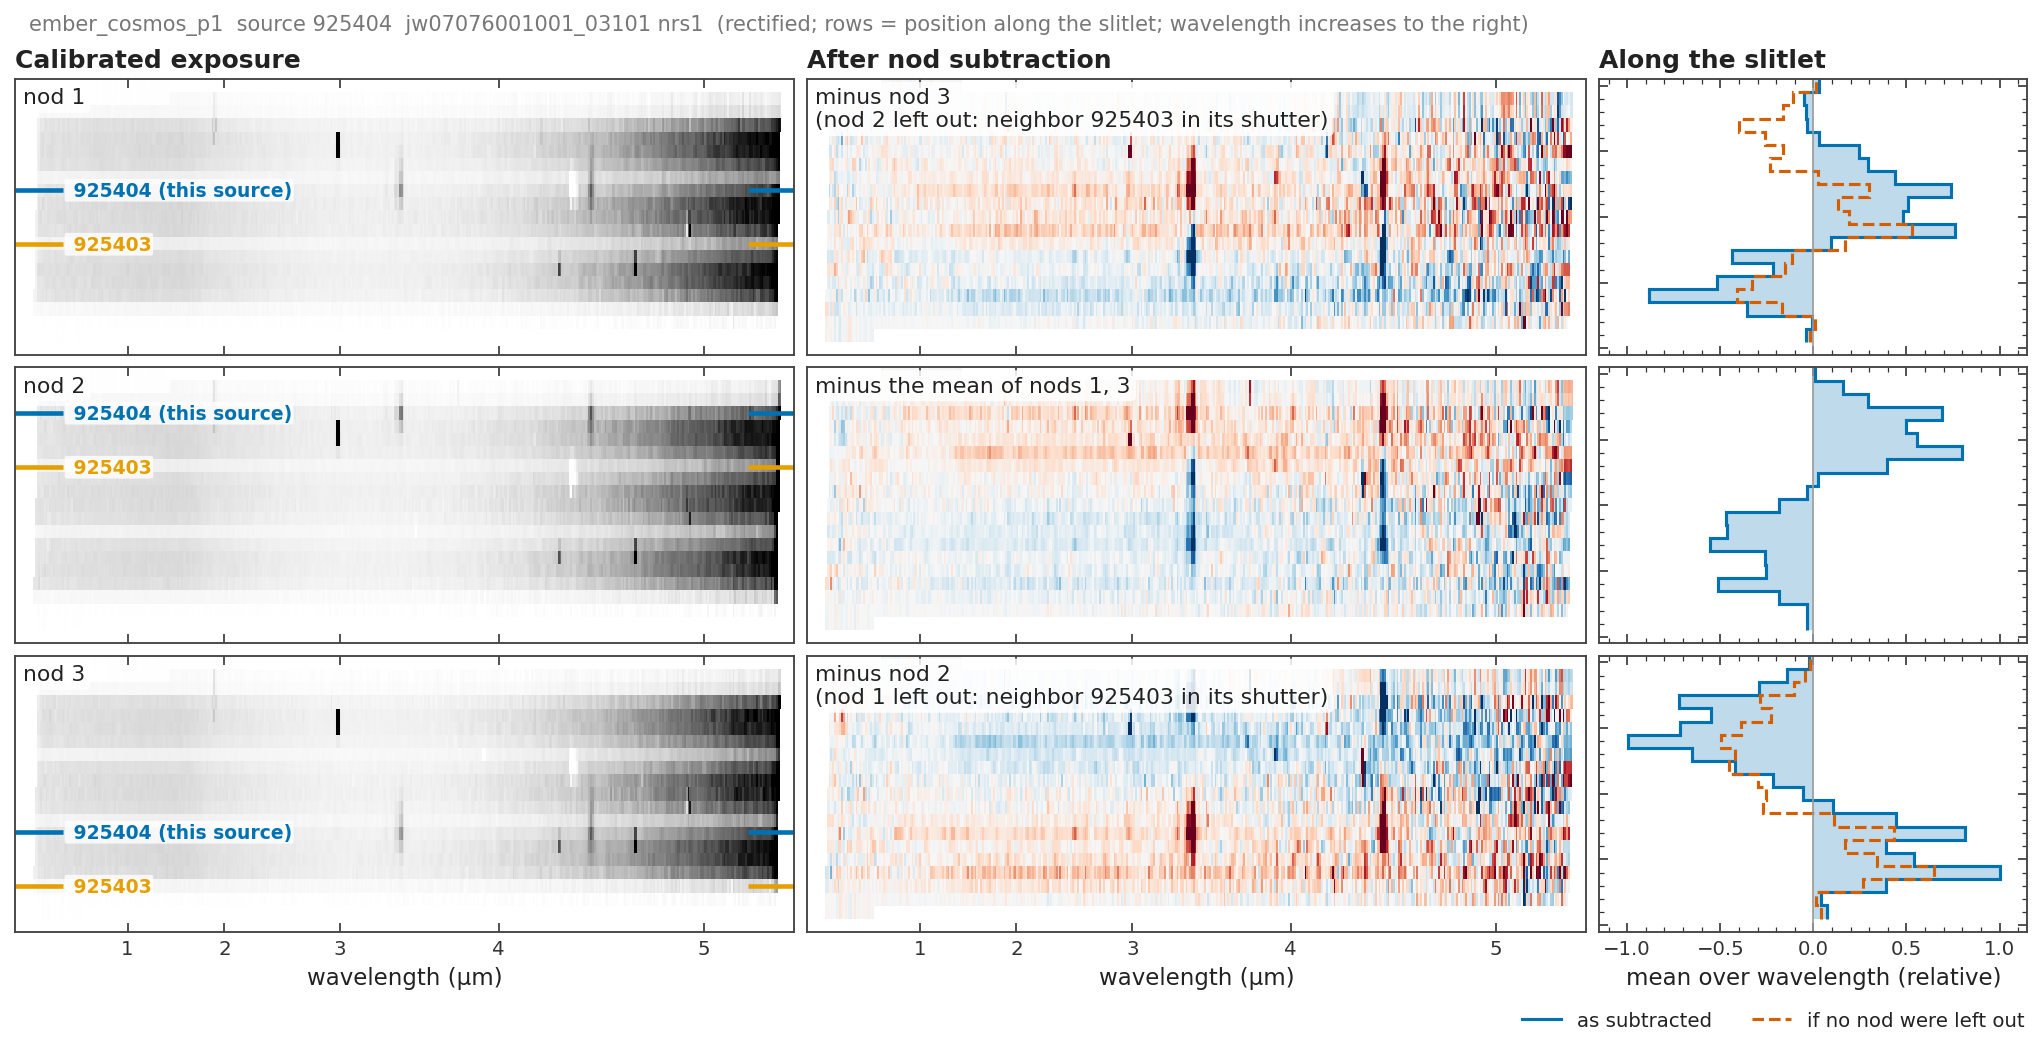 ember_cosmos_p1  source 925404  jw07076001001_03101 nrs1  (rectified; rows = position along the slitlet; wavelength increases to the right)
Calibrated exposure
After nod subtraction
Along the slitlet
nod 1
925404 (this source)
925403
minus nod 3
(nod 2 left out: neighbor 925403 in its shutter)
nod 2
925404 (this source)
925403
minus the mean of nods 1, 3
nod 3
925404 (this source)
925403
minus nod 2
(nod 1 left out: neighbor 925403 in its shutter)
1 2 3 4 5
wavelength (µm)
1 2 3 4 5
wavelength (µm)
−1.0 −0.5 0.0 0.5 1.0
mean over wavelength (relative)
as subtracted
if no nod were left out